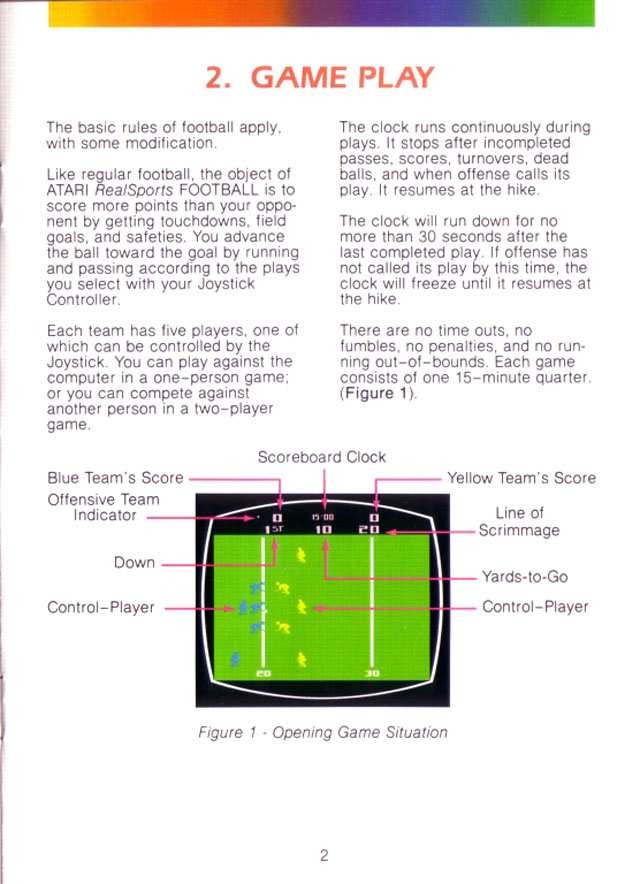 2. GAME PLAY
The basic rules of football apply,
with some modification.
Like regular football, the object of
ATARI RealSports FOOTBALL is to
score more points than your oppo-
nent by getting touchdowns, field
goals, and safeties. You advance
the ball toward the goal by running
and passing according to the plays
you select with your Joystick
Controller.
Each team has five players, one of
which can be controlled by the
Joystick. You can play against the
computer in a one-person game;
or you can compete against
another person in a two-player
game.
The clock runs continuously during
plays. It stops after incompleted
passes, scores, turnovers, dead
balls, and when offense calls its
play. It resumes at the hike.
The clock will run down for no
more than 30 seconds after the
last completed play. If offense has
not called its play by this time, the
clock will freeze until it resumes at
the hike.
There are no time outs, no
fumbles, no penalties, and no run-
ning out-of-bounds. Each game
consists of one 15-minute quarter.
(Figure 1).
Scoreboard Clock
Blue Team's Score
Yellow Team's Score
Offensive Team
Indicator
Line of
Scrimmage
Down
Yards-to-Go
Control-Player
Control-Player
0 15:00 0
1ST 10 20
20 30
Figure 1 - Opening Game Situation
2